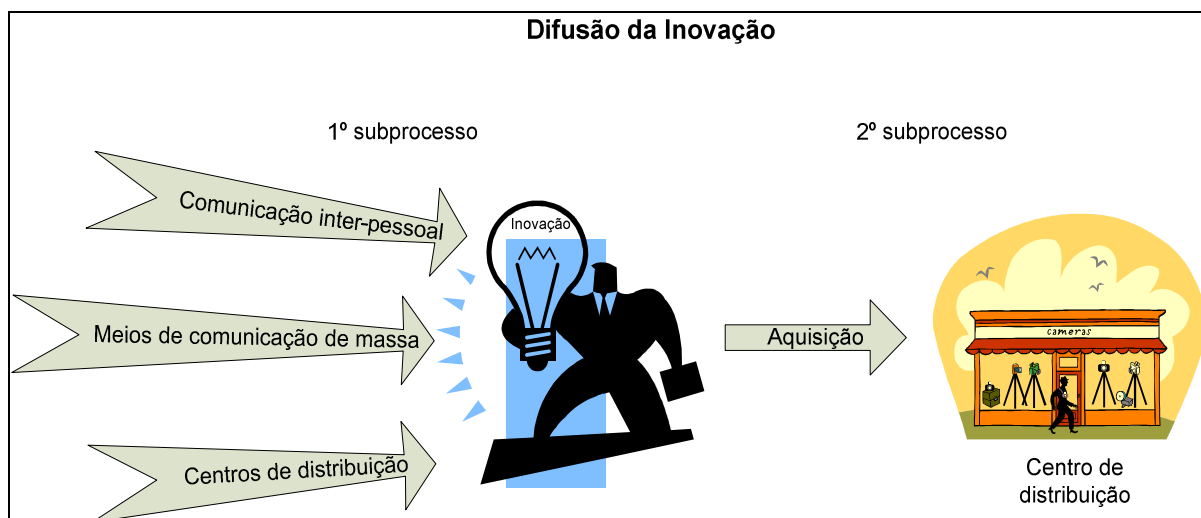 Difusão da Inovação
1º subprocesso
2º subprocesso
Comunicação inter-pessoal
Inovação
Meios de comunicação de massa
Aquisição
cameras
Centros de distribuição
Centro de
distribuição